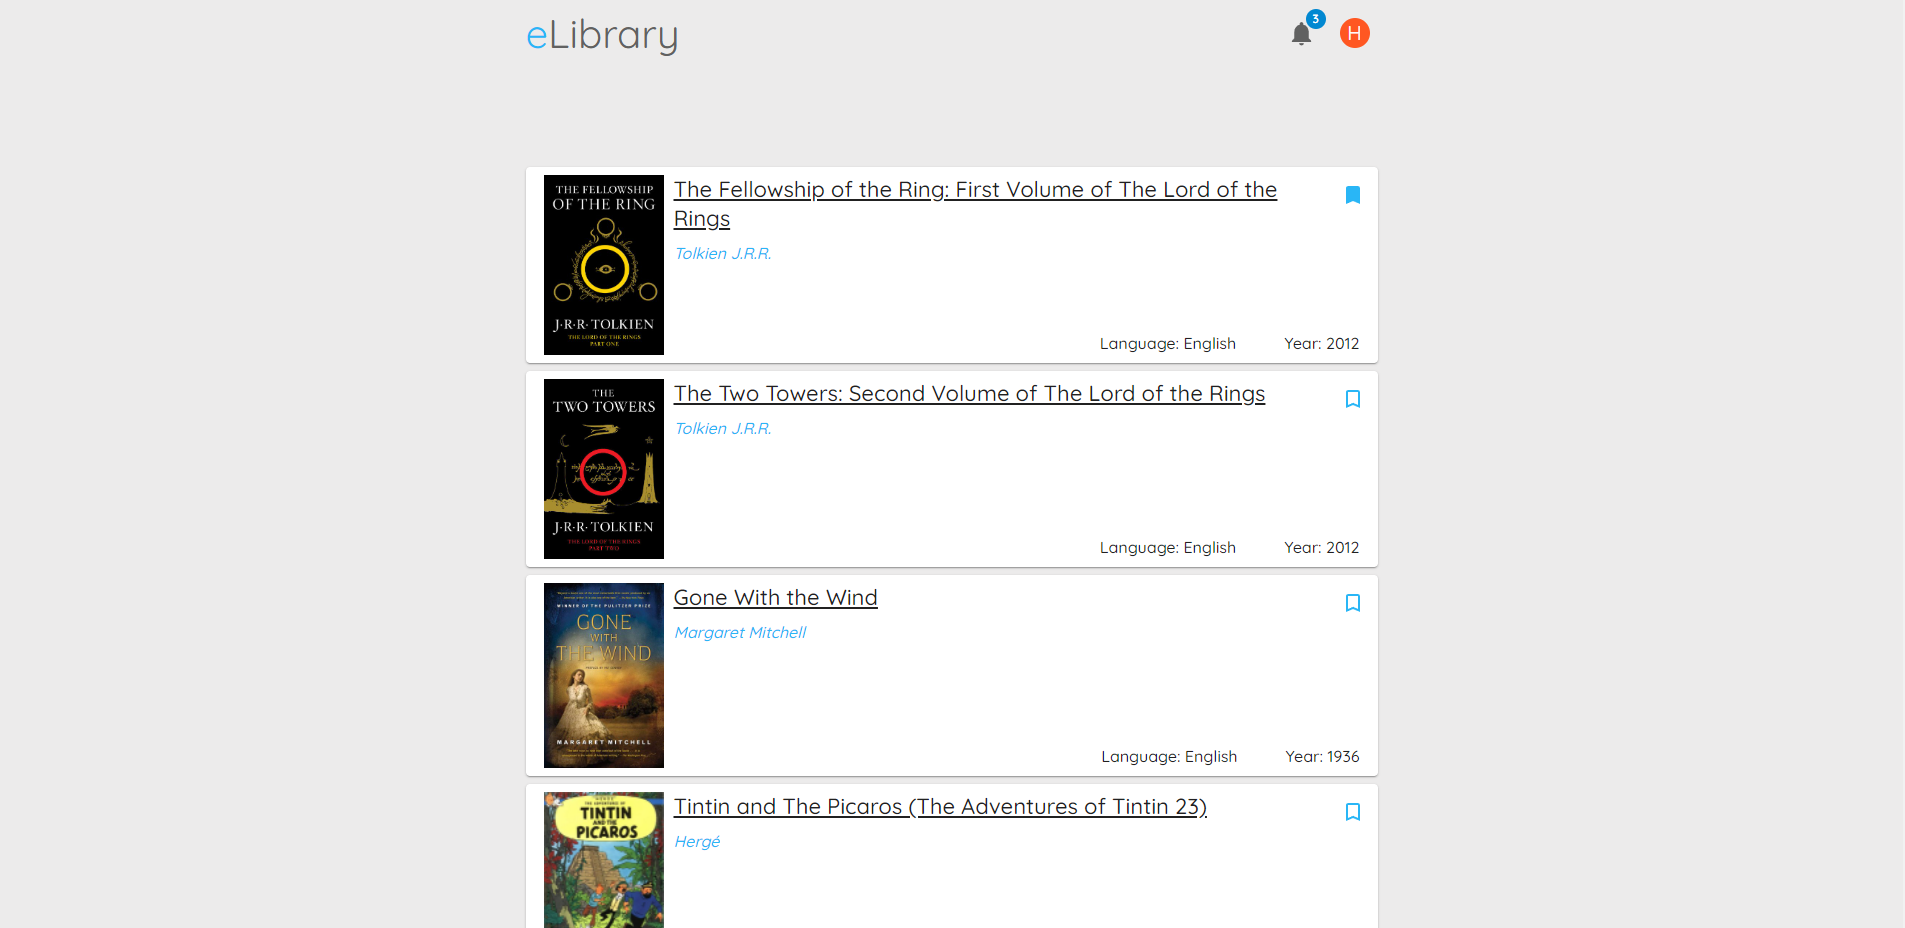 eLibrary
3
H
THE FELLOWSHIP
OF THE RING
J·R·R·TOLKIEN
THE LORD OF THE RINGS
PART ONE
The Fellowship of the Ring: First Volume of The Lord of the
Rings
Tolkien J.R.R.
Language: English Year: 2012
THE
TWO TOWERS
J·R·R·TOLKIEN
THE LORD OF THE RINGS
PART TWO
The Two Towers: Second Volume of The Lord of the Rings
Tolkien J.R.R.
Language: English Year: 2012
WINNER OF THE PULITZER PRIZE
GONE
WITH
THE WIND
MARGARET MITCHELL
Gone With the Wind
Margaret Mitchell
Language: English Year: 1936
HERGÉ
THE ADVENTURES OF
TINTIN
AND THE
PICAROS
Tintin and The Picaros (The Adventures of Tintin 23)
Hergé